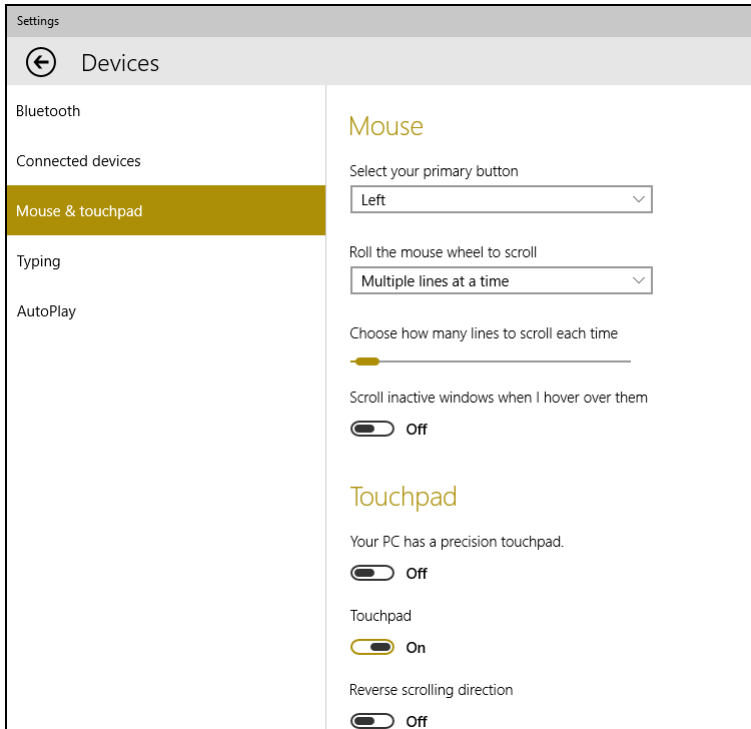 Settings
Devices
Bluetooth
Connected devices
Mouse & touchpad
Typing
AutoPlay
Mouse
Select your primary button
Left
Roll the mouse wheel to scroll
Multiple lines at a time
Choose how many lines to scroll each time
Scroll inactive windows when I hover over them
Off
Touchpad
Your PC has a precision touchpad.
Off
Touchpad
On
Reverse scrolling direction
Off